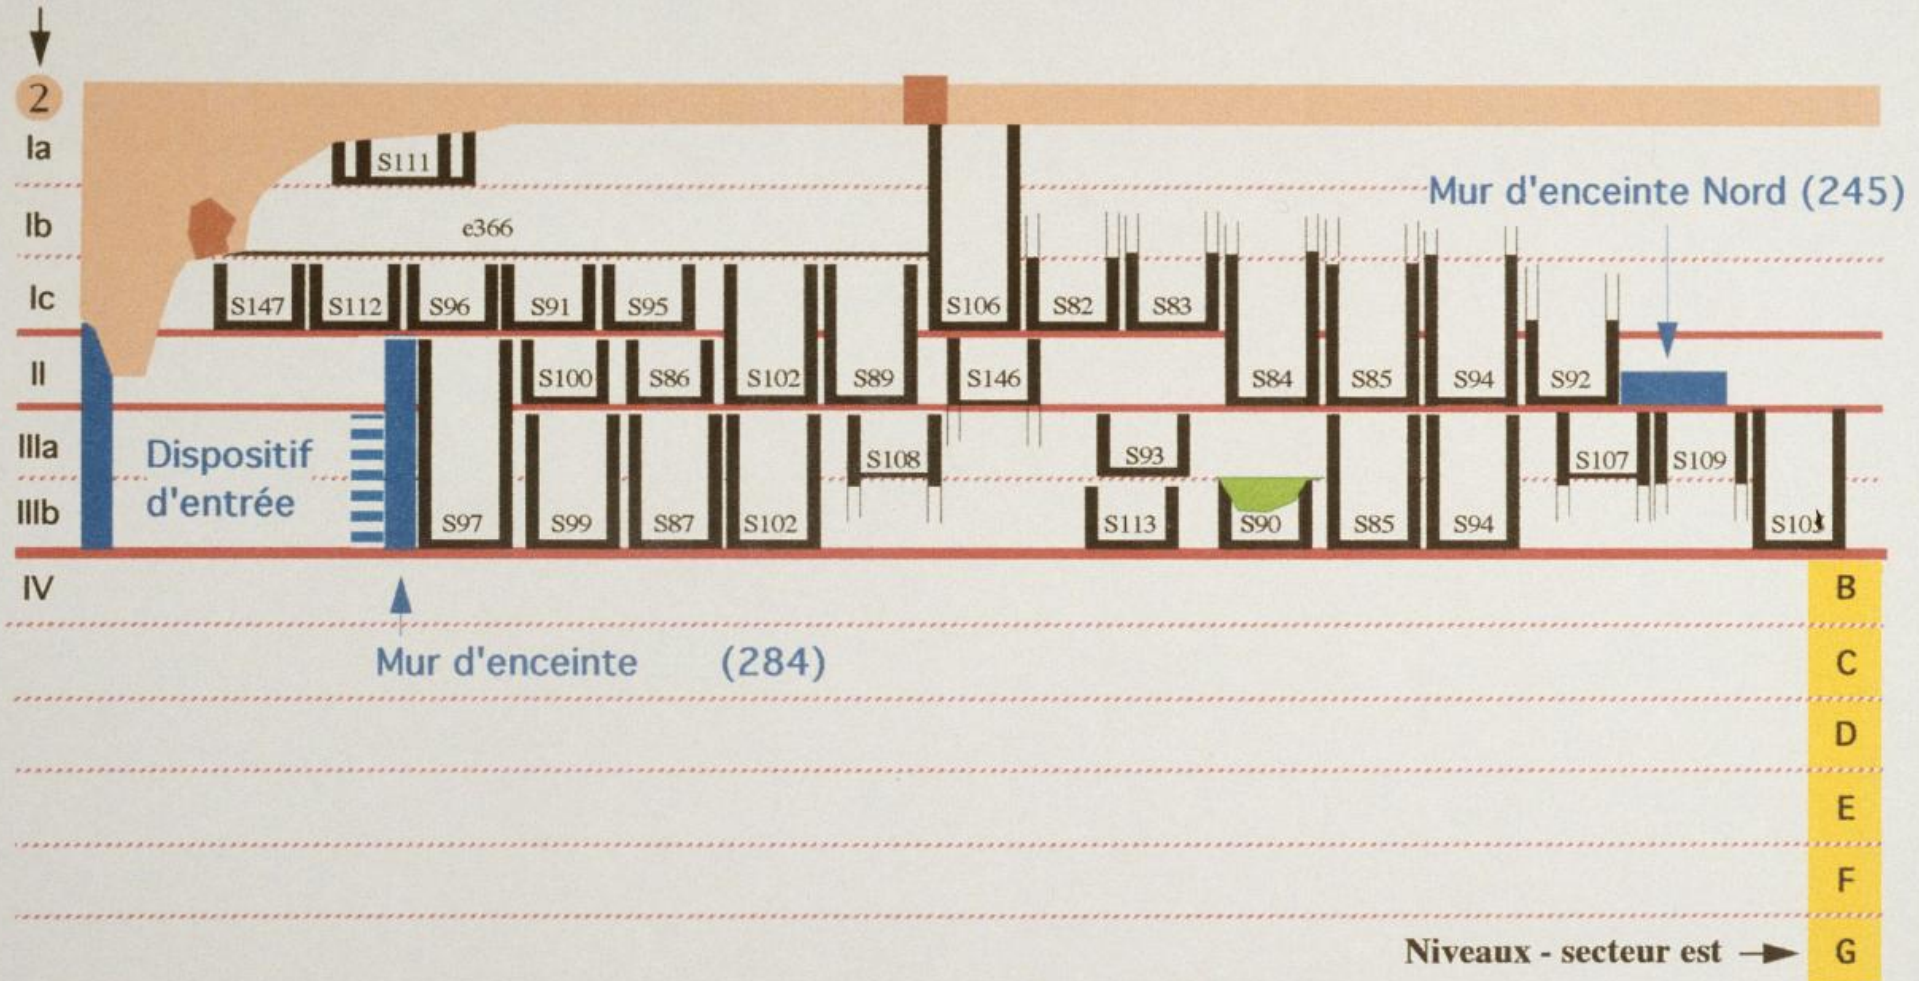 2
Ia
S111
Mur d'enceinte Nord (245)
Ib
e366
Ic
S147 S112 S96 S91 S95 S106 S82 S83
II
S100 S86 S102 S89 S146 S84 S85 S94 S92
IIIa
Dispositif
d'entrée
S108 S93 S107 S109
IIIb
S97 S99 S87 S102 S113 S90 S85 S94
IV
B
Mur d'enceinte (284)
C
D
E
F
Niveaux - secteur est
G